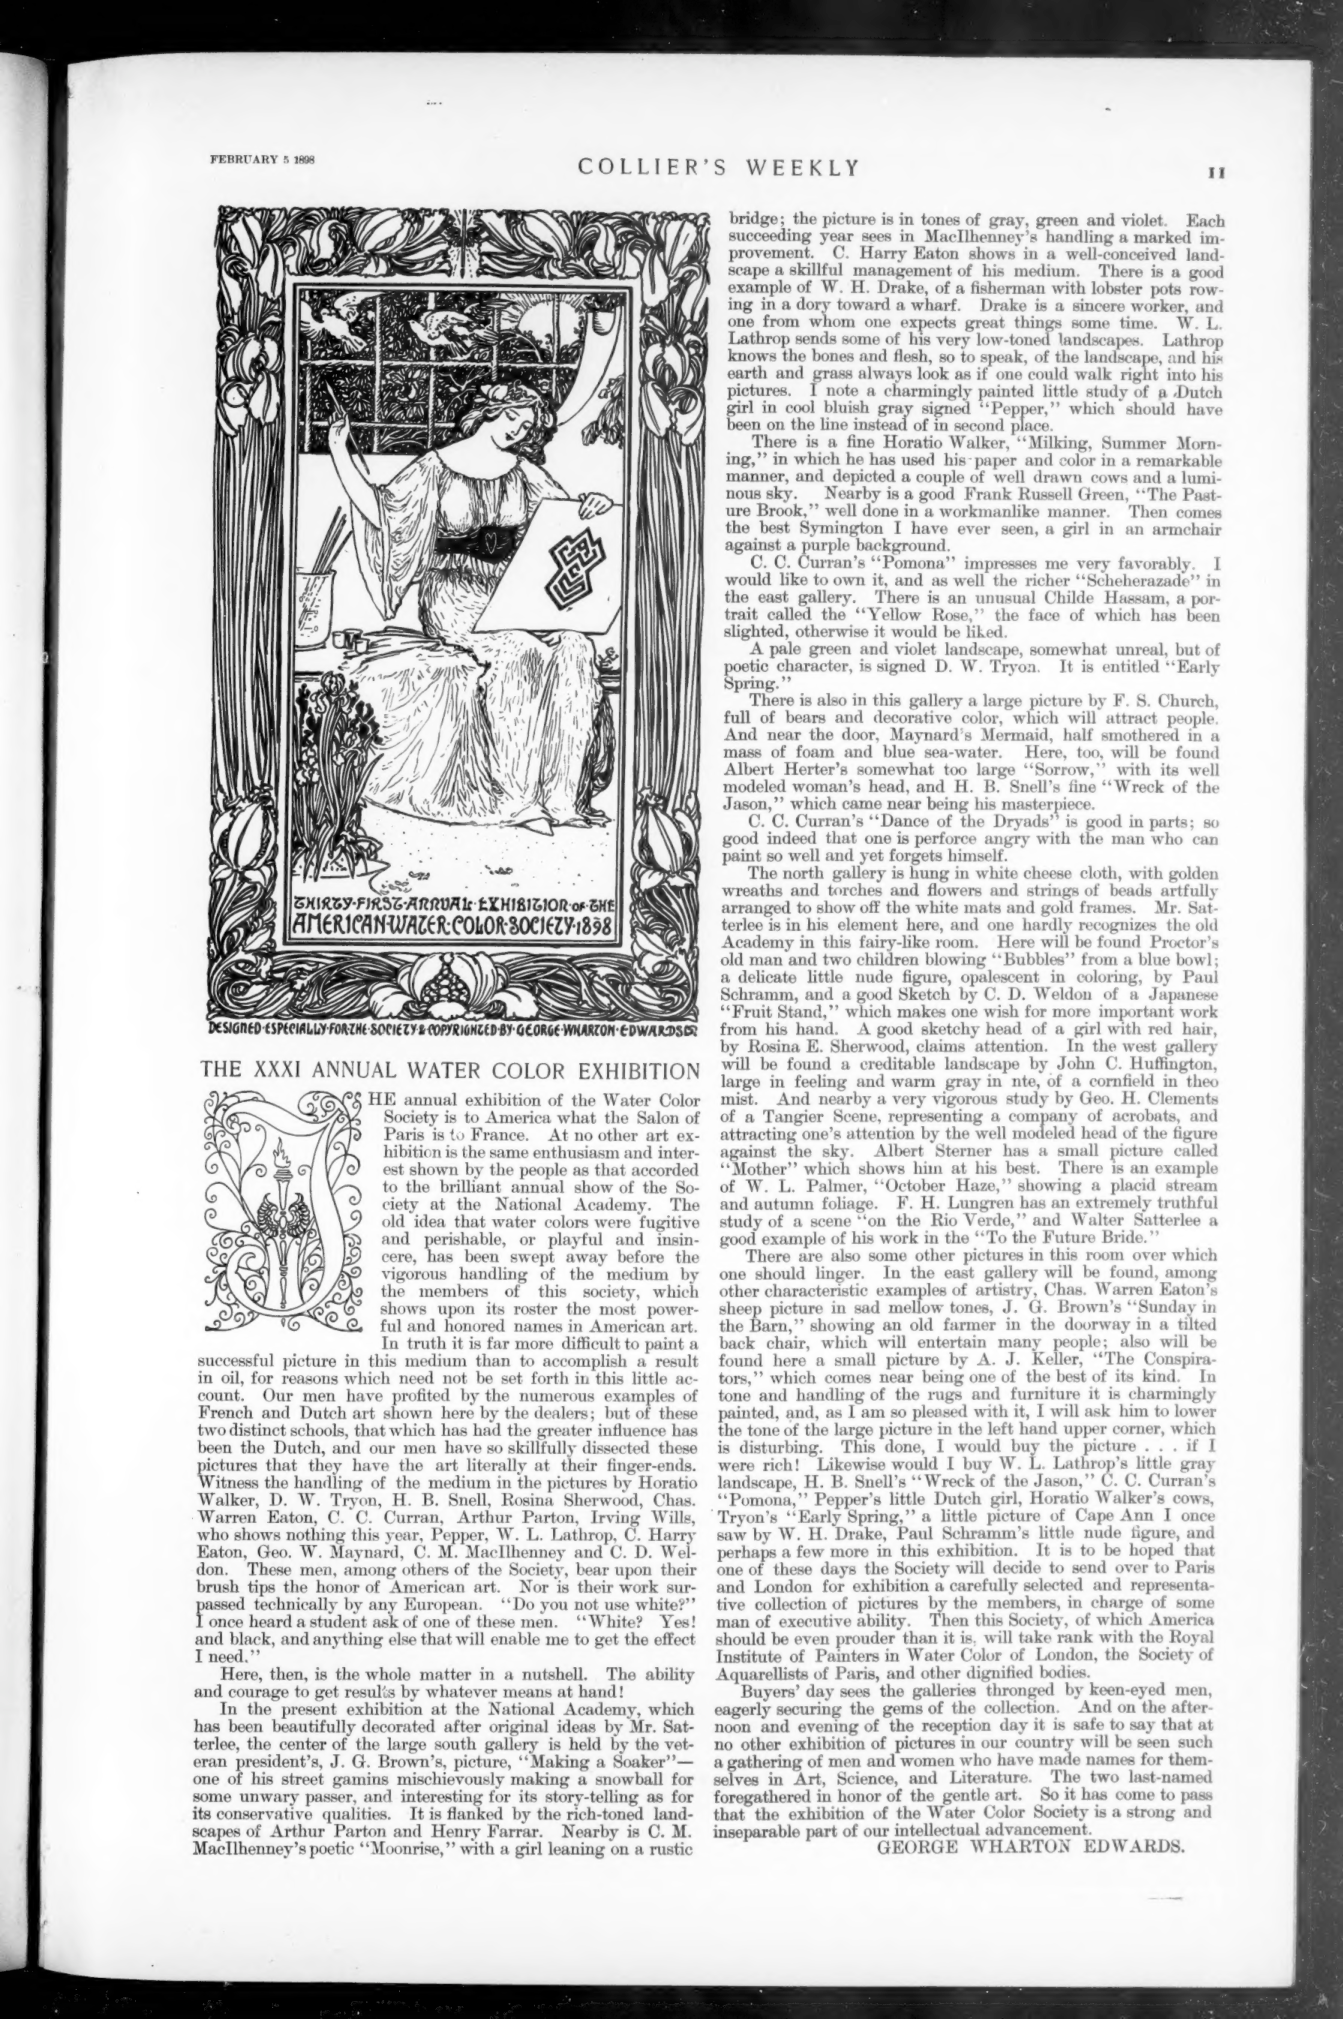 FEBRUARY 5 1898
COLLIER'S WEEKLY
11
THIRTY-FIRST·ANNUAL·EXHIBITION·OF·THE
AMERICAN·WATER·COLOR·SOCIETY·1898
DESIGNED·ESPECIALLY·FOR·THE·SOCIETY·&·COPYRIGHTED·BY·GEORGE·WHARTON·EDWARDS
THE XXXI ANNUAL WATER COLOR EXHIBITION
THE annual exhibition of the Water Color
Society is to America what the Salon of
Paris is to France. At no other art ex-
hibition is the same enthusiasm and inter-
est shown by the people as that accorded
to the brilliant annual show of the So-
ciety at the National Academy. The
old idea that water colors were fugitive
and perishable, or playful and insin-
cere, has been swept away before the
vigorous handling of the medium by
the members of this society, which
shows upon its roster the most power-
ful and honored names in American art.
In truth it is far more difficult to paint a
successful picture in this medium than to accomplish a result
in oil, for reasons which need not be set forth in this little ac-
count. Our men have profited by the numerous examples of
French and Dutch art shown here by the dealers; but of these
two distinct schools, that which has had the greater influence has
been the Dutch, and our men have so skillfully dissected these
pictures that they have the art literally at their finger-ends.
Witness the handling of the medium in the pictures by Horatio
Walker, D. W. Tryon, H. B. Snell, Rosina Sherwood, Chas.
Warren Eaton, C. C. Curran, Arthur Parton, Irving Wills,
who shows nothing this year, Pepper, W. L. Lathrop, C. Harry
Eaton, Geo. W. Maynard, C. M. MacIlhenney and C. D. Wel-
don. These men, among others of the Society, bear upon their
brush tips the honor of American art. Nor is their work sur-
passed technically by any European. "Do you not use white?"
I once heard a student ask of one of these men. "White? Yes!
and black, and anything else that will enable me to get the effect
I need."
Here, then, is the whole matter in a nutshell. The ability
and courage to get results by whatever means at hand!
In the present exhibition at the National Academy, which
has been beautifully decorated after original ideas by Mr. Sat-
terlee, the center of the large south gallery is held by the vet-
eran president's, J. G. Brown's, picture, "Making a Soaker"—
one of his street gamins mischievously making a snowball for
some unwary passer, and interesting for its story-telling as for
its conservative qualities. It is flanked by the rich-toned land-
scapes of Arthur Parton and Henry Farrar. Nearby is C. M.
MacIlhenney's poetic "Moonrise," with a girl leaning on a rustic
bridge; the picture is in tones of gray, green and violet. Each
succeeding year sees in MacIlhenney's handling a marked im-
provement. C. Harry Eaton shows in a well-conceived land-
scape a skillful management of his medium. There is a good
example of W. H. Drake, of a fisherman with lobster pots row-
ing in a dory toward a wharf. Drake is a sincere worker, and
one from whom one expects great things some time. W. L.
Lathrop sends some of his very low-toned landscapes. Lathrop
knows the bones and flesh, so to speak, of the landscape, and his
earth and grass always look as if one could walk right into his
pictures. I note a charmingly painted little study of a Dutch
girl in cool bluish gray signed "Pepper," which should have
been on the line instead of in second place.
There is a fine Horatio Walker, "Milking, Summer Morn-
ing," in which he has used his paper and color in a remarkable
manner, and depicted a couple of well drawn cows and a lumi-
nous sky. Nearby is a good Frank Russell Green, "The Past-
ure Brook," well done in a workmanlike manner. Then comes
the best Symington I have ever seen, a girl in an armchair
against a purple background.
C. C. Curran's "Pomona" impresses me very favorably. I
would like to own it, and as well the richer "Scheherazade" in
the east gallery. There is an unusual Childe Hassam, a por-
trait called the "Yellow Rose," the face of which has been
slighted, otherwise it would be liked.
A pale green and violet landscape, somewhat unreal, but of
poetic character, is signed D. W. Tryon. It is entitled "Early
Spring."
There is also in this gallery a large picture by F. S. Church,
full of bears and decorative color, which will attract people.
And near the door, Maynard's Mermaid, half smothered in a
mass of foam and blue sea-water. Here, too, will be found
Albert Herter's somewhat too large "Sorrow," with its well
modeled woman's head, and H. B. Snell's fine "Wreck of the
Jason," which came near being his masterpiece.
C. C. Curran's "Dance of the Dryads" is good in parts; so
good indeed that one is perforce angry with the man who can
paint so well and yet forgets himself.
The north gallery is hung in white cheese cloth, with golden
wreaths and torches and flowers and strings of beads artfully
arranged to show off the white mats and gold frames. Mr. Sat-
terlee is in his element here, and one hardly recognizes the old
Academy in this fairy-like room. Here will be found Proctor's
old man and two children blowing "Bubbles" from a blue bowl;
a delicate little nude figure, opalescent in coloring, by Paul
Schramm, and a good Sketch by C. D. Weldon of a Japanese
"Fruit Stand," which makes one wish for more important work
from his hand. A good sketchy head of a girl with red hair,
by Rosina E. Sherwood, claims attention. In the west gallery
will be found a creditable landscape by John C. Huffington,
large in feeling and warm gray in nte, of a cornfield in theo
mist. And nearby a very vigorous study by Geo. H. Clements
of a Tangier Scene, representing a company of acrobats, and
attracting one's attention by the well modeled head of the figure
against the sky. Albert Sterner has a small picture called
"Mother" which shows him at his best. There is an example
of W. L. Palmer, "October Haze," showing a placid stream
and autumn foliage. F. H. Lungren has an extremely truthful
study of a scene "on the Rio Verde," and Walter Satterlee a
good example of his work in the "To the Future Bride."
There are also some other pictures in this room over which
one should linger. In the east gallery will be found, among
other characteristic examples of artistry, Chas. Warren Eaton's
sheep picture in sad mellow tones, J. G. Brown's "Sunday in
the Barn," showing an old farmer in the doorway in a tilted
back chair, which will entertain many people; also will be
found here a small picture by A. J. Keller, "The Conspira-
tors," which comes near being one of the best of its kind. In
tone and handling of the rugs and furniture it is charmingly
painted, and, as I am so pleased with it, I will ask him to lower
the tone of the large picture in the left hand upper corner, which
is disturbing. This done, I would buy the picture . . . if I
were rich! Likewise would I buy W. L. Lathrop's little gray
landscape, H. B. Snell's "Wreck of the Jason," C. C. Curran's
"Pomona," Pepper's little Dutch girl, Horatio Walker's cows,
Tryon's "Early Spring," a little picture of Cape Ann I once
saw by W. H. Drake, Paul Schramm's little nude figure, and
perhaps a few more in this exhibition. It is to be hoped that
one of these days the Society will decide to send over to Paris
and London for exhibition a carefully selected and representa-
tive collection of pictures by the members, in charge of some
man of executive ability. Then this Society, of which America
should be even prouder than it is, will take rank with the Royal
Institute of Painters in Water Color of London, the Society of
Aquarellists of Paris, and other dignified bodies.
Buyers' day sees the galleries thronged by keen-eyed men,
eagerly securing the gems of the collection. And on the after-
noon and evening of the reception day it is safe to say that at
no other exhibition of pictures in our country will be seen such
a gathering of men and women who have made names for them-
selves in Art, Science, and Literature. The two last-named
foregathered in honor of the gentle art. So it has come to pass
that the exhibition of the Water Color Society is a strong and
inseparable part of our intellectual advancement.
GEORGE WHARTON EDWARDS.